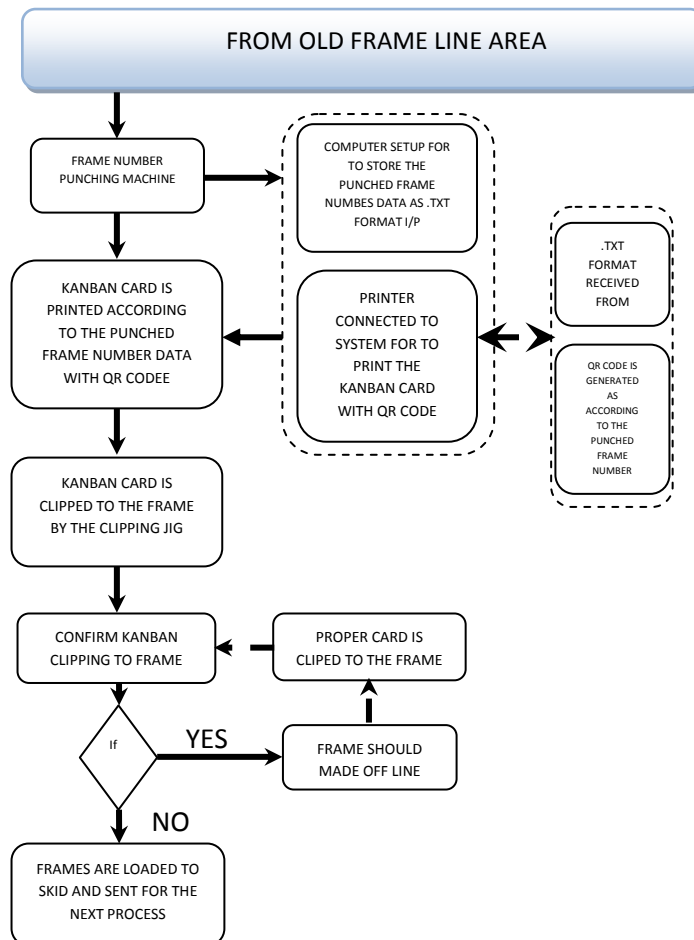 FROM OLD FRAME LINE AREA
FRAME NUMBER
PUNCHING MACHINE
COMPUTER SETUP FOR
TO STORE THE
PUNCHED FRAME
NUMBES DATA AS .TXT
FORMAT I/P
KANBAN CARD IS
PRINTED ACCORDING
TO THE PUNCHED
FRAME NUMBER DATA
WITH QR CODEE
PRINTER
CONNECTED TO
SYSTEM FOR TO
PRINT THE
KANBAN CARD
WITH QR CODE
.TXT
FORMAT
RECEIVED
FROM
QR CODE IS
GENERATED
AS
ACCORDING
TO THE
PUNCHED
FRAME
NUMBER
KANBAN CARD IS
CLIPPED TO THE FRAME
BY THE CLIPPING JIG
CONFIRM KANBAN
CLIPPING TO FRAME
PROPER CARD IS
CLIPED TO THE FRAME
If
YES
FRAME SHOULD
MADE OFF LINE
NO
FRAMES ARE LOADED TO
SKID AND SENT FOR THE
NEXT PROCESS